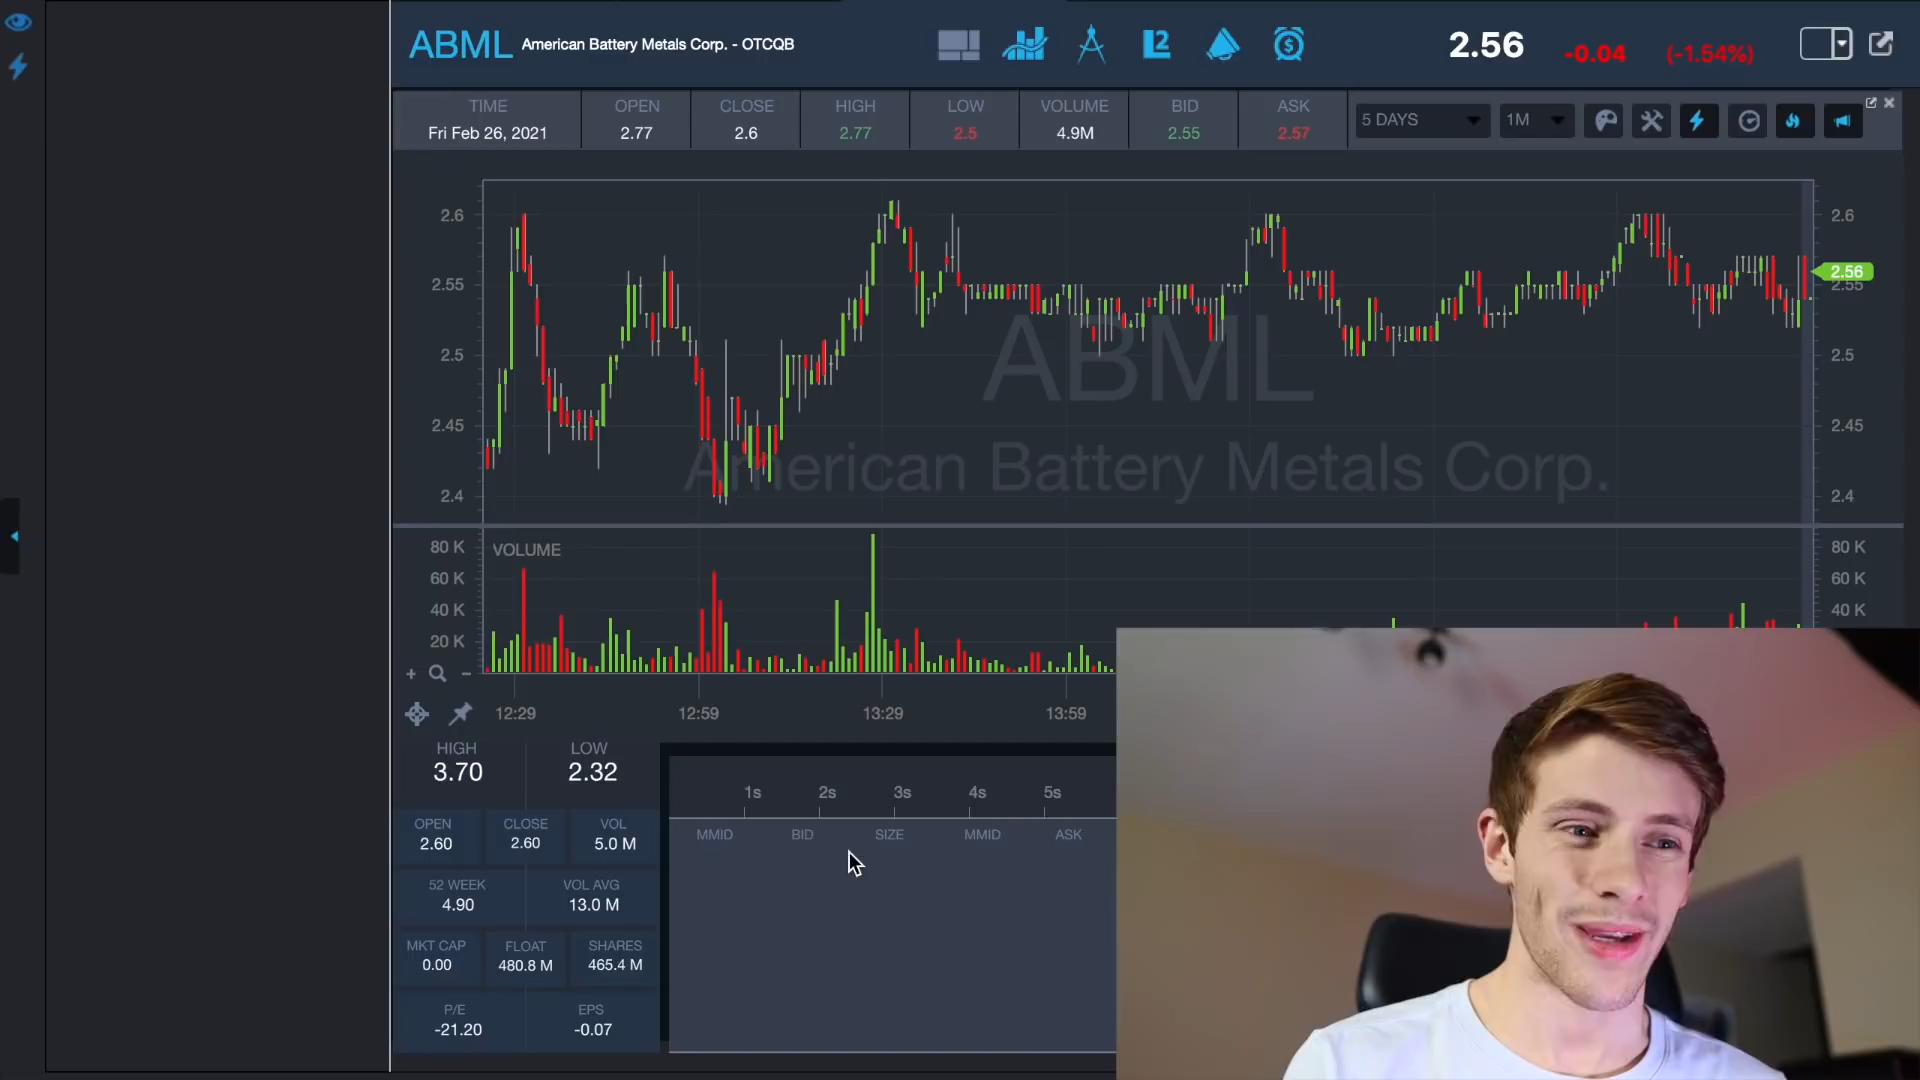 ABML American Battery Metals Corp. - OTCQB
L2
2.56 -0.04 (-1.54%)
TIME OPEN CLOSE HIGH LOW VOLUME BID ASK
Fri Feb 26, 2021 2.77 2.6 2.77 2.5 4.9M 2.55 2.57
5 DAYS 1M
2.6 2.6
2.56
2.55 2.55
2.5 2.5
2.45 2.45
2.4 2.4
ABML
American Battery Metals Corp.
VOLUME
80 K 80 K
60 K 60 K
40 K 40 K
20 K
12:29 12:59 13:29 13:59
HIGH LOW
3.70 2.32
OPEN CLOSE VOL
2.60 2.60 5.0 M
52 WEEK VOL AVG
4.90 13.0 M
MKT CAP FLOAT SHARES
0.00 480.8 M 465.4 M
P/E EPS
-21.20 -0.07
1s 2s 3s 4s 5s
MMID BID SIZE MMID ASK